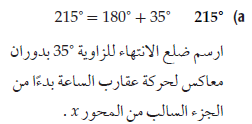 215° = 180° + 35°   215° (a
ارسم ضلع الانتهاء للزاوية 35° بدوران
معاكس لحركة عقارب الساعة بدءًا من
الجزء السالب من المحور x .